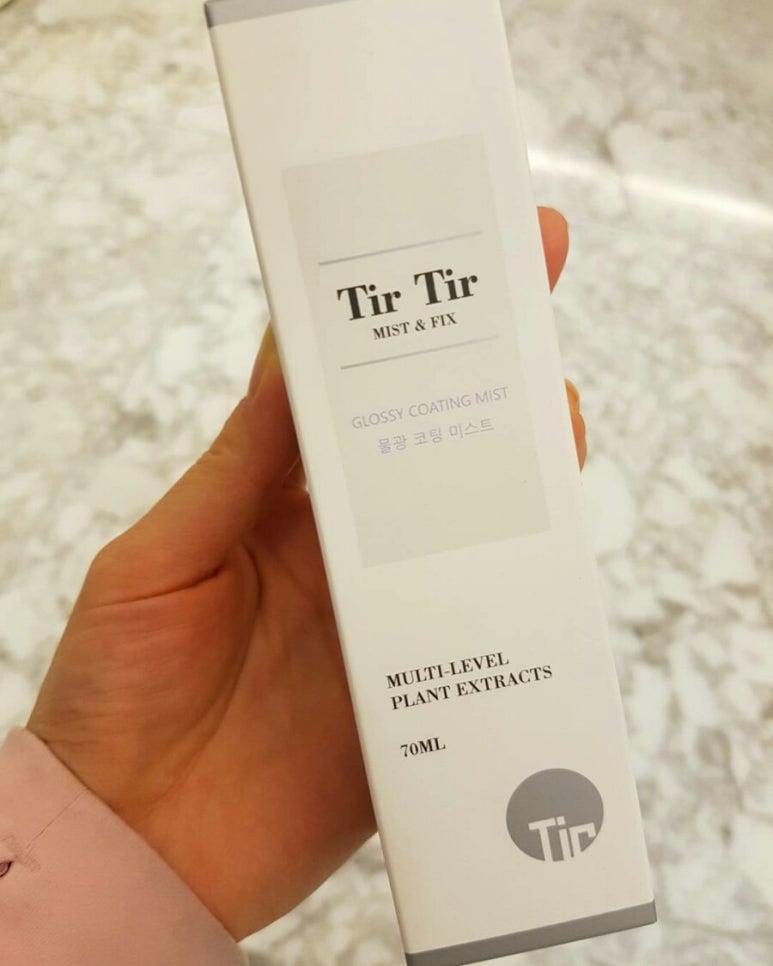 Tir Tir
MIST & FIX
GLOSSY COATING MIST
물광 코팅 미스트
MULTI-LEVEL
PLANT EXTRACTS
70ML
Tir